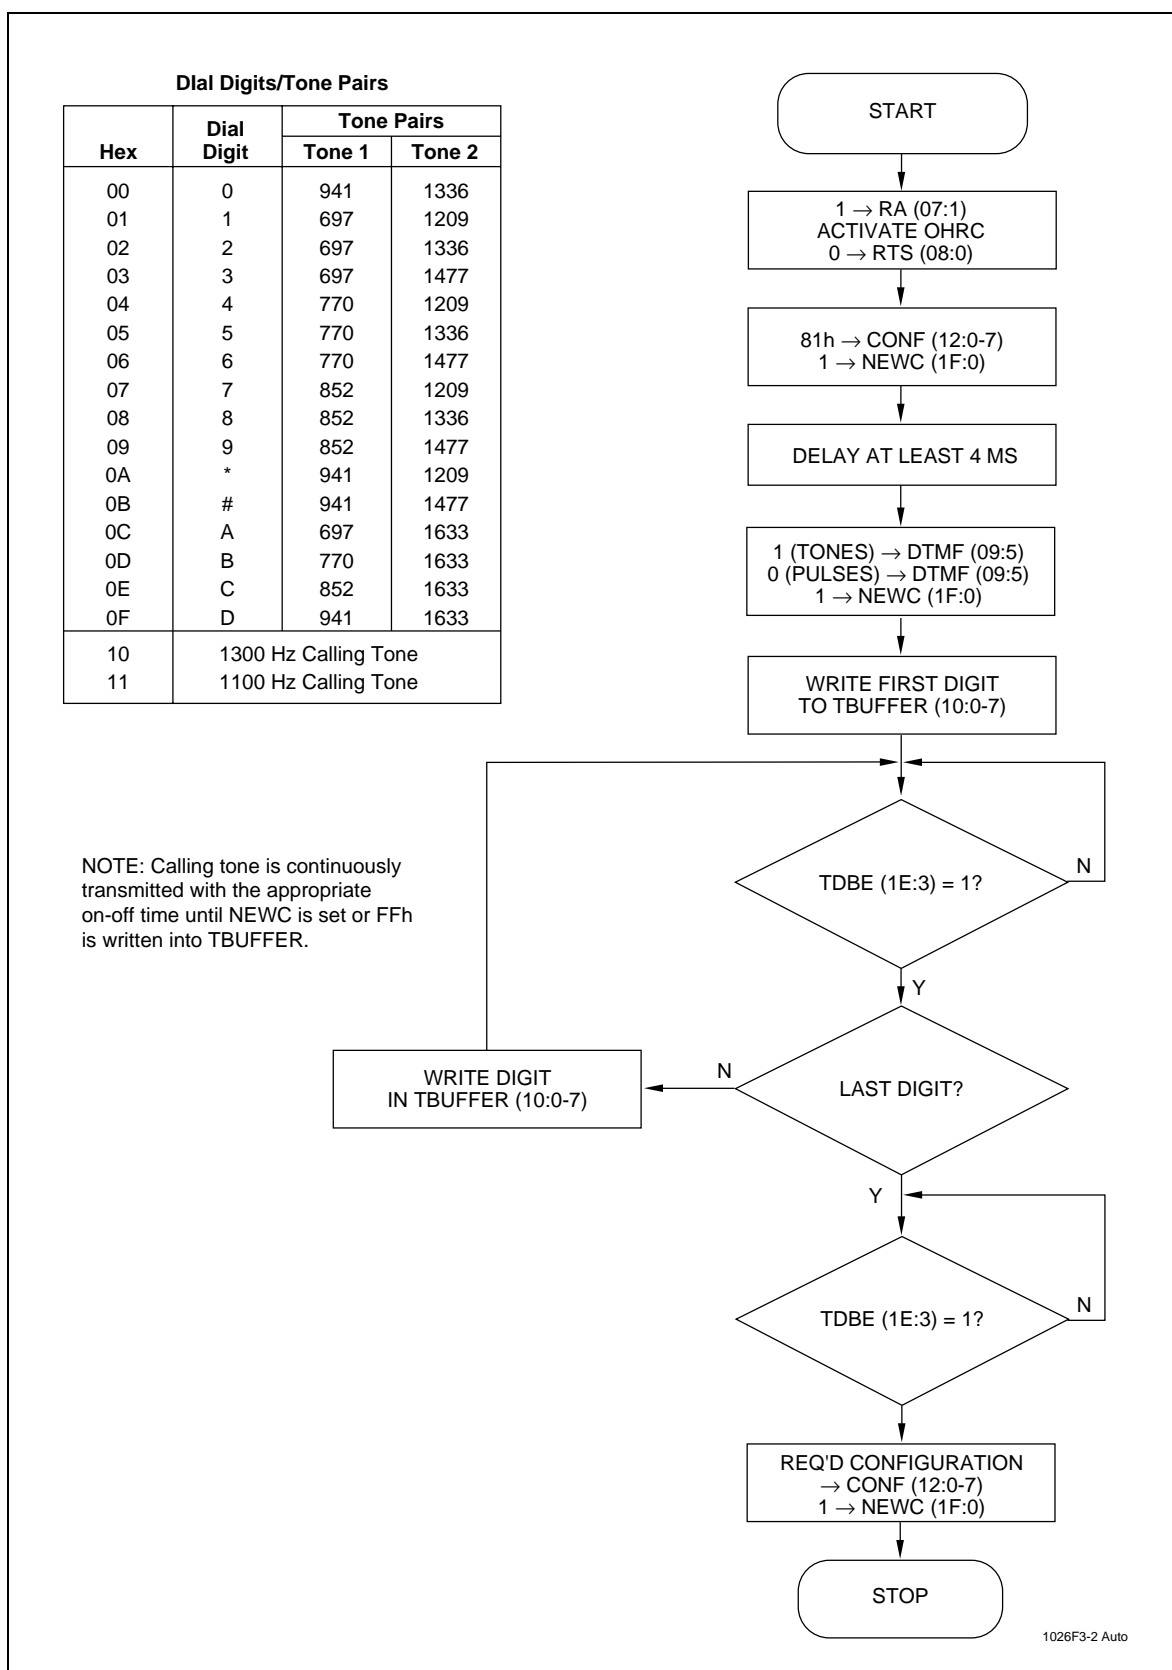 DIal Digits/Tone Pairs
Hex Dial Digit Tone Pairs
Tone 1 Tone 2
00 0 941 1336
01 1 697 1209
02 2 697 1336
03 3 697 1477
04 4 770 1209
05 5 770 1336
06 6 770 1477
07 7 852 1209
08 8 852 1336
09 9 852 1477
0A * 941 1209
0B # 941 1477
0C A 697 1633
0D B 770 1633
0E C 852 1633
0F D 941 1633
10 1300 Hz Calling Tone
11 1100 Hz Calling Tone
NOTE: Calling tone is continuously
transmitted with the appropriate
on-off time until NEWC is set or FFh
is written into TBUFFER.
START
1 → RA (07:1)
ACTIVATE OHRC
0 → RTS (08:0)
81h → CONF (12:0-7)
1 → NEWC (1F:0)
DELAY AT LEAST 4 MS
1 (TONES) → DTMF (09:5)
0 (PULSES) → DTMF (09:5)
1 → NEWC (1F:0)
WRITE FIRST DIGIT
TO TBUFFER (10:0-7)
TDBE (1E:3) = 1?
N
Y
LAST DIGIT?
N
WRITE DIGIT
IN TBUFFER (10:0-7)
Y
TDBE (1E:3) = 1?
N
REQ'D CONFIGURATION
→ CONF (12:0-7)
1 → NEWC (1F:0)
STOP
1026F3-2 Auto